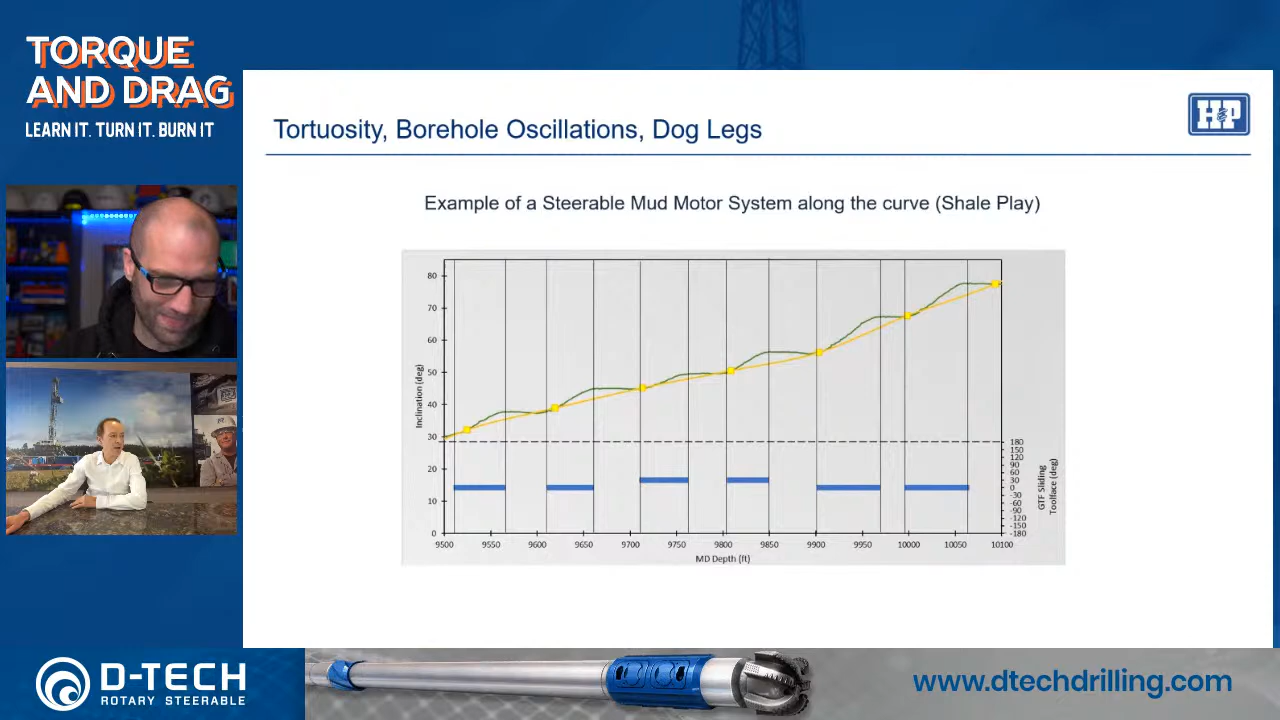 TORQUE
AND DRAG
LEARN IT. TURN IT. BURN IT
Tortuosity, Borehole Oscillations, Dog Legs
H&P
Example of a Steerable Mud Motor System along the curve (Shale Play)
Inclination (deg)
80
70
60
50
40
30
20
10
0
180
150
120
90
60
30
0
-30
-60
-90
-120
-150
-180
GTF Sliding
Toolface (deg)
9500 9550 9600 9650 9700 9750 9800 9850 9900 9950 10000 10050 10100
MD Depth (ft)
D-TECH
ROTARY STEERABLE
www.dtechdrilling.com